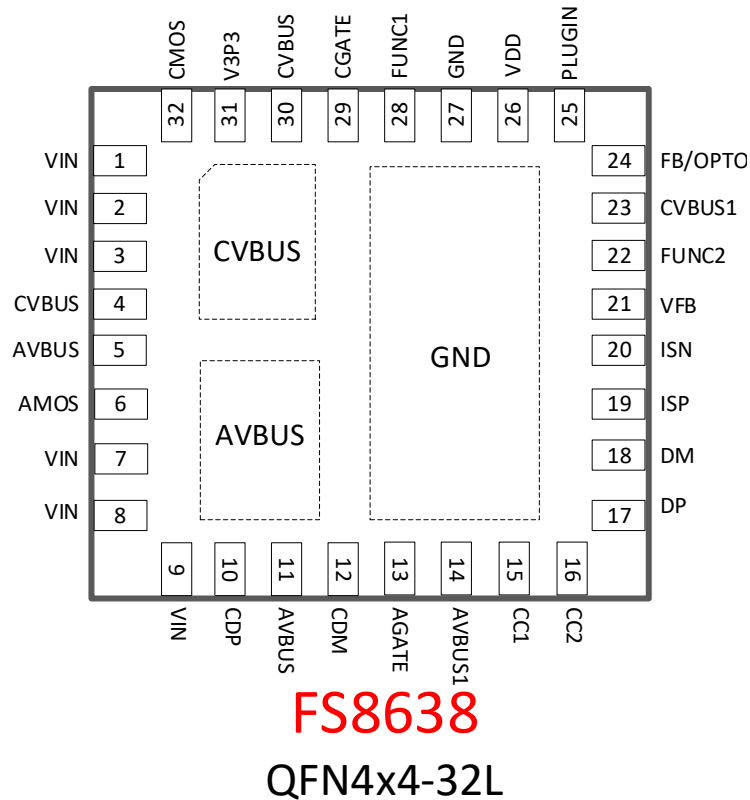 CMOS V3P3 CVBUS CGATE FUNC1 GND VDD PLUGIN
32 31 30 29 28 27 26 25
VIN 1 24 FB/OPTO
VIN 2 23 CVBUS1
VIN 3 CVBUS 22 FUNC2
CVBUS 4 21 VFB
AVBUS 5 GND 20 ISN
AMOS 6 19 ISP
AVBUS
VIN 7 18 DM
VIN 8 17 DP
9 10 11 12 13 14 15 16
VIN CDP AVBUS CDM AGATE AVBUS1 CC1 CC2
FS8638
QFN4x4-32L